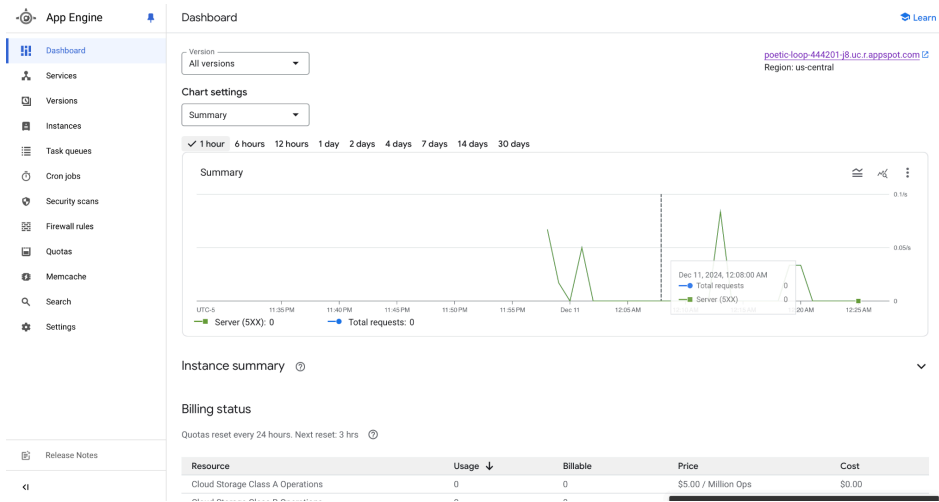 App Engine
Dashboard
Learn
Dashboard
Services
Versions
Instances
Task queues
Cron jobs
Security scans
Firewall rules
Quotas
Memcache
Search
Settings
Release Notes
Version
All versions
poetic-loop-444201-j8.uc.r.appspot.com
Region: us-central
Chart settings
Summary
1 hour 6 hours 12 hours 1 day 2 days 4 days 7 days 14 days 30 days
Summary
0.1/s
0.05/s
Dec 11, 2024, 12:08:00 AM
Total requests 0
Server (5XX) 0
0
UTC-5 11:35 PM 11:40 PM 11:45 PM 11:50 PM 11:55 PM Dec 11 12:05 AM :20 AM 12:25 AM
Server (5XX): 0 Total requests: 0
Instance summary
Billing status
Quotas reset every 24 hours. Next reset: 3 hrs
Resource Usage Billable Price Cost
Cloud Storage Class A Operations 0 0 $5.00 / Million Ops $0.00